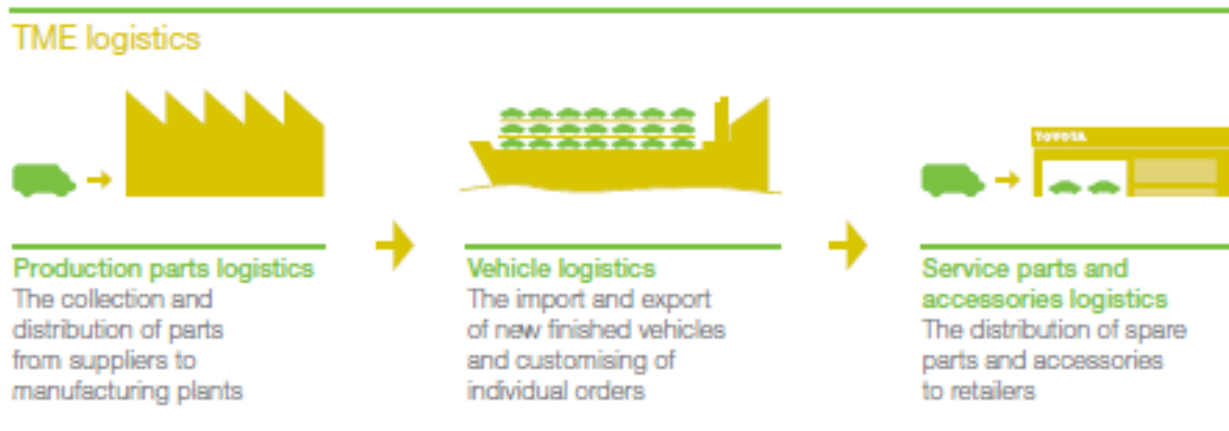 TME logistics
TOYOTA
Production parts logistics
The collection and
distribution of parts
from suppliers to
manufacturing plants
Vehicle logistics
The import and export
of new finished vehicles
and customising of
individual orders
Service parts and
accessories logistics
The distribution of spare
parts and accessories
to retailers